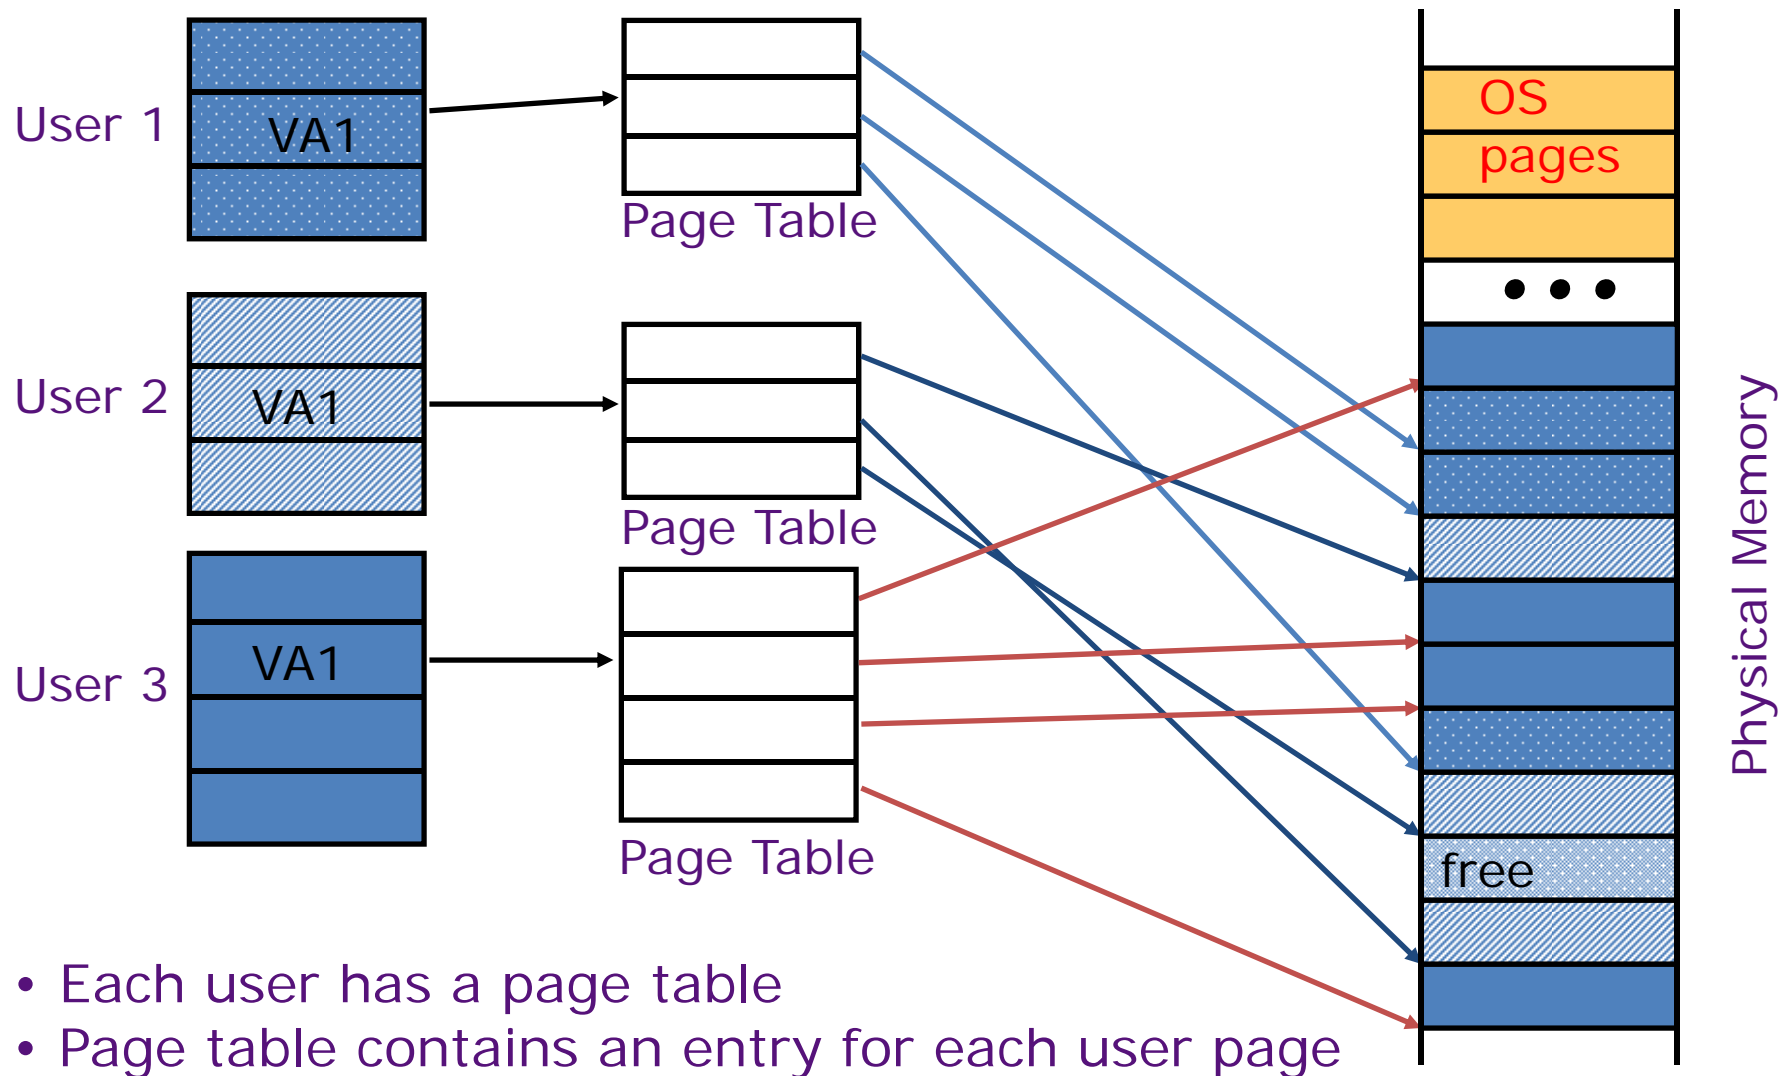 User 1
VA1
Page Table
User 2
VA1
Page Table
User 3
VA1
Page Table
OS
pages
• • •
free
Physical Memory
• Each user has a page table
• Page table contains an entry for each user page